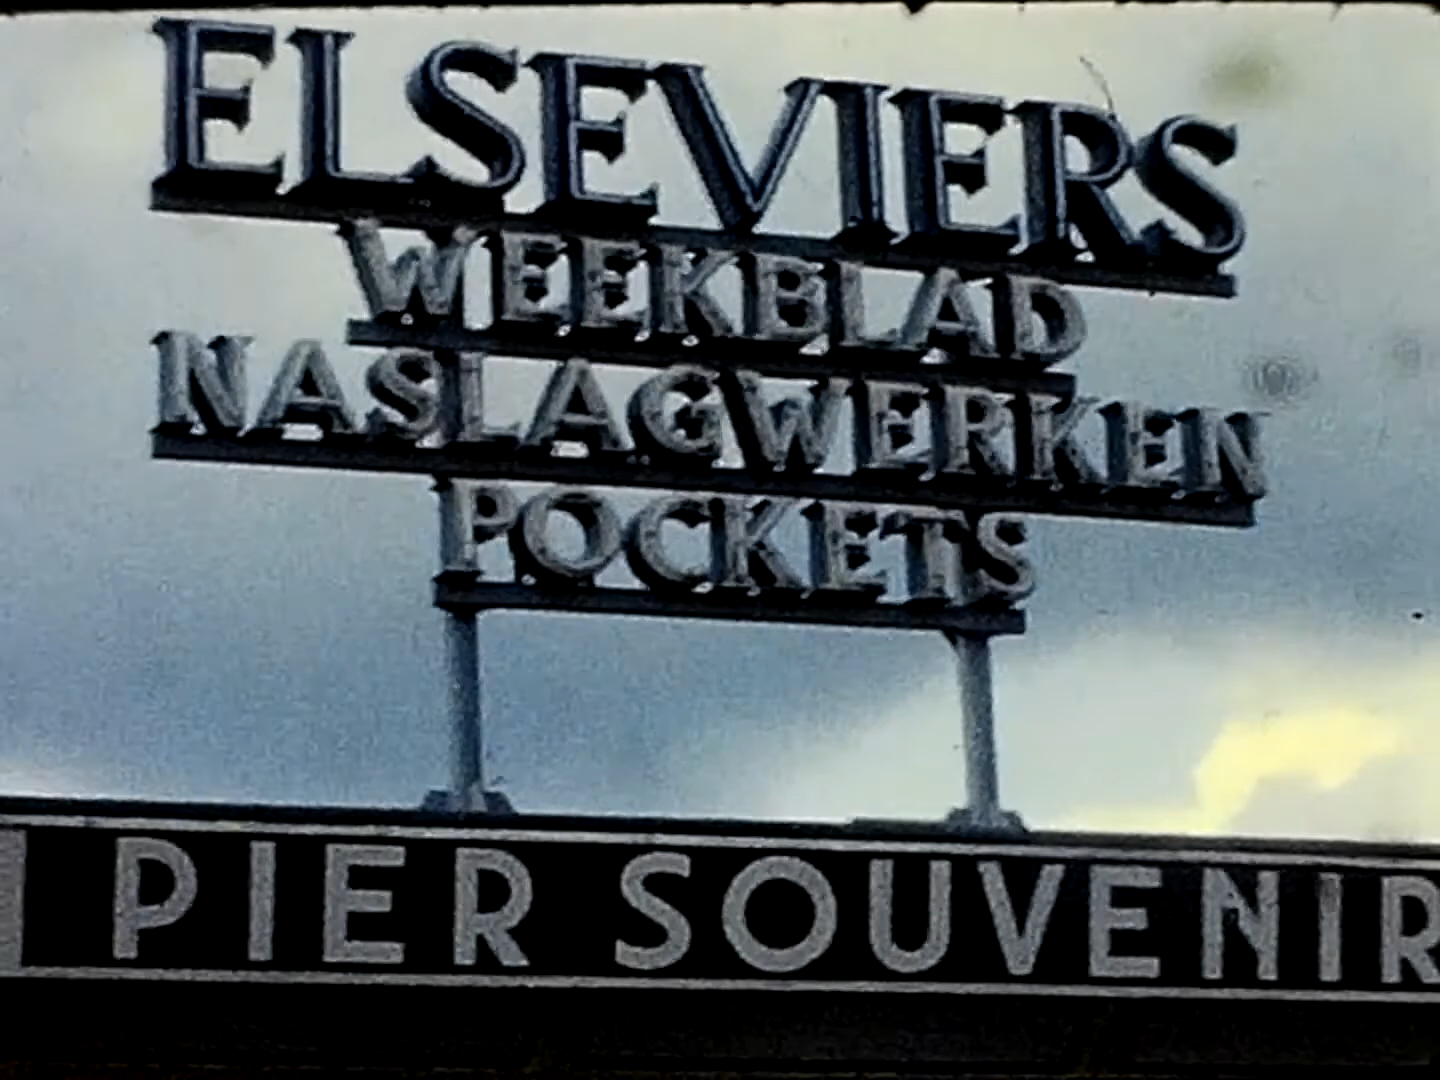 ELSEVIERS
WEEKBLAD
NASLAGWERKEN
POCKETS
PIER SOUVENIR